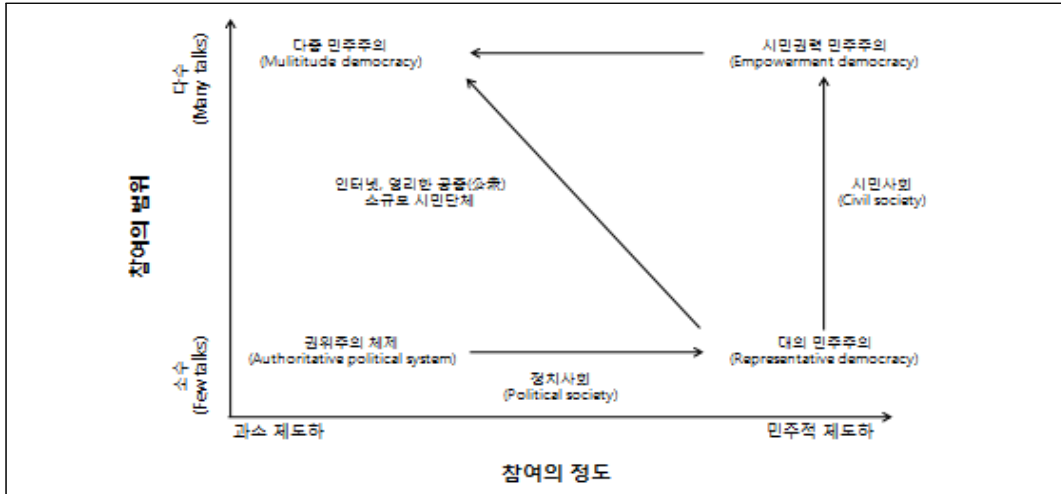 다중 민주주의
(Mulititude democracy)
시민권력 민주주의
(Empowerment democracy)
다수
(Many talks)
인터넷, 영리한 공중(公衆)
소규모 시민단체
시민사회
(Civil society)
참여의 범위
권위주의 체제
(Authoritative political system)
대의 민주주의
(Representative democracy)
정치사회
(Political society)
소수
(Few talks)
과소 제도하
민주적 제도하
참여의 정도